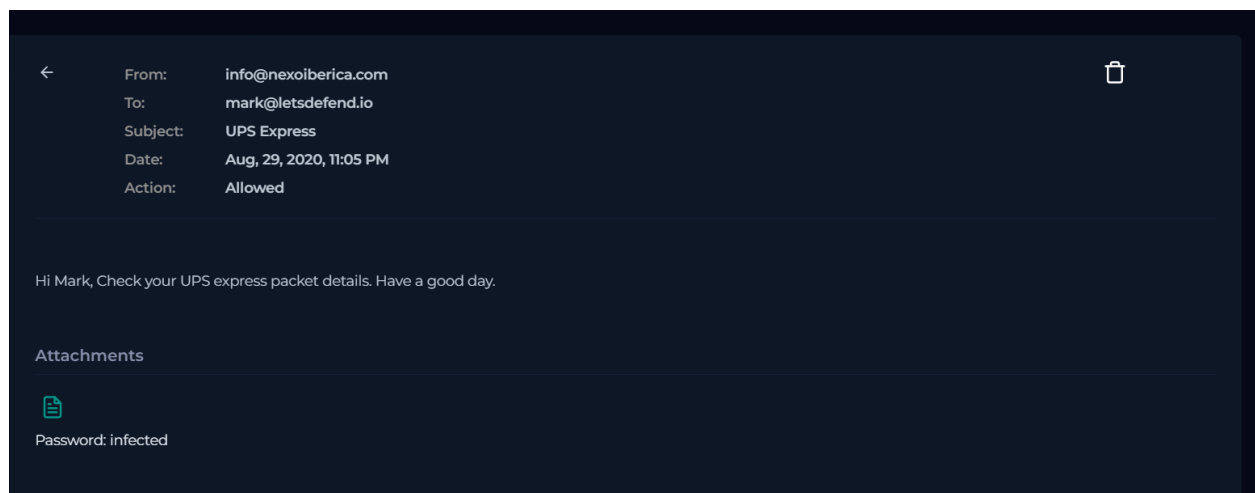 From: info@nexoiberica.com
To: mark@letsdefend.io
Subject: UPS Express
Date: Aug, 29, 2020, 11:05 PM
Action: Allowed
Hi Mark, Check your UPS express packet details. Have a good day.
Attachments
Password: infected